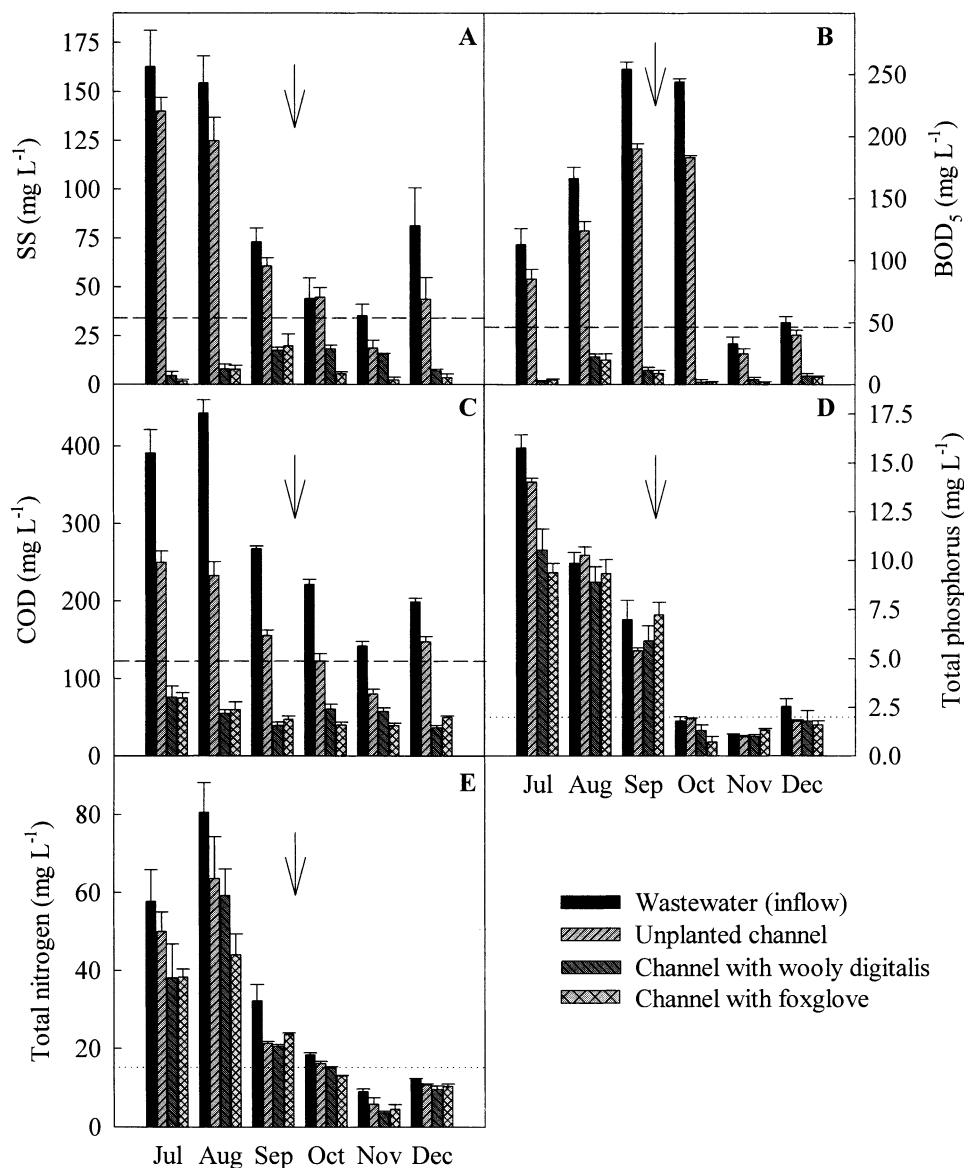 A
175
150
125
100
75
50
25
0
SS (mg L⁻¹)
B
250
200
150
100
50
0
BOD₅ (mg L⁻¹)
C
400
300
200
100
0
COD (mg L⁻¹)
D
17.5
15.0
12.5
10.0
7.5
5.0
2.5
0.0
Total phosphorus (mg L⁻¹)
Jul Aug Sep Oct Nov Dec
E
80
60
40
20
0
Total nitrogen (mg L⁻¹)
Jul Aug Sep Oct Nov Dec
Wastewater (inflow)
Unplanted channel
Channel with wooly digitalis
Channel with foxglove